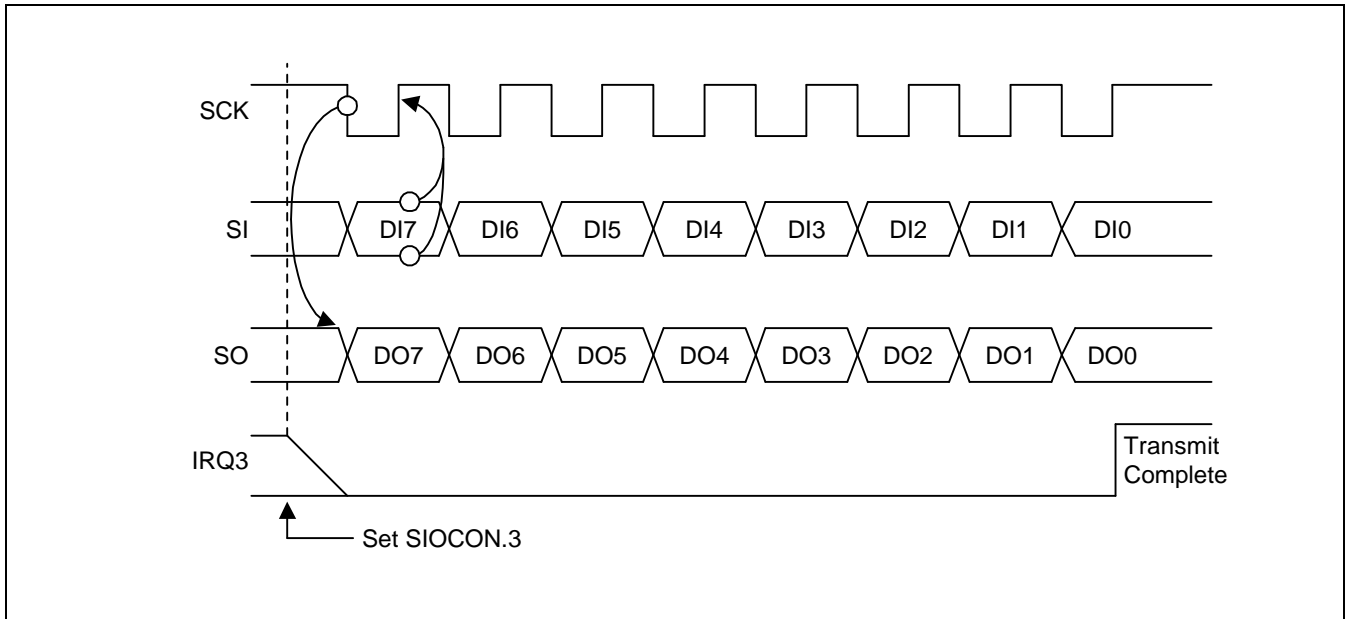 SCK
SI DI7 DI6 DI5 DI4 DI3 DI2 DI1 DI0
SO DO7 DO6 DO5 DO4 DO3 DO2 DO1 DO0
IRQ3
Transmit
Complete
Set SIOCON.3